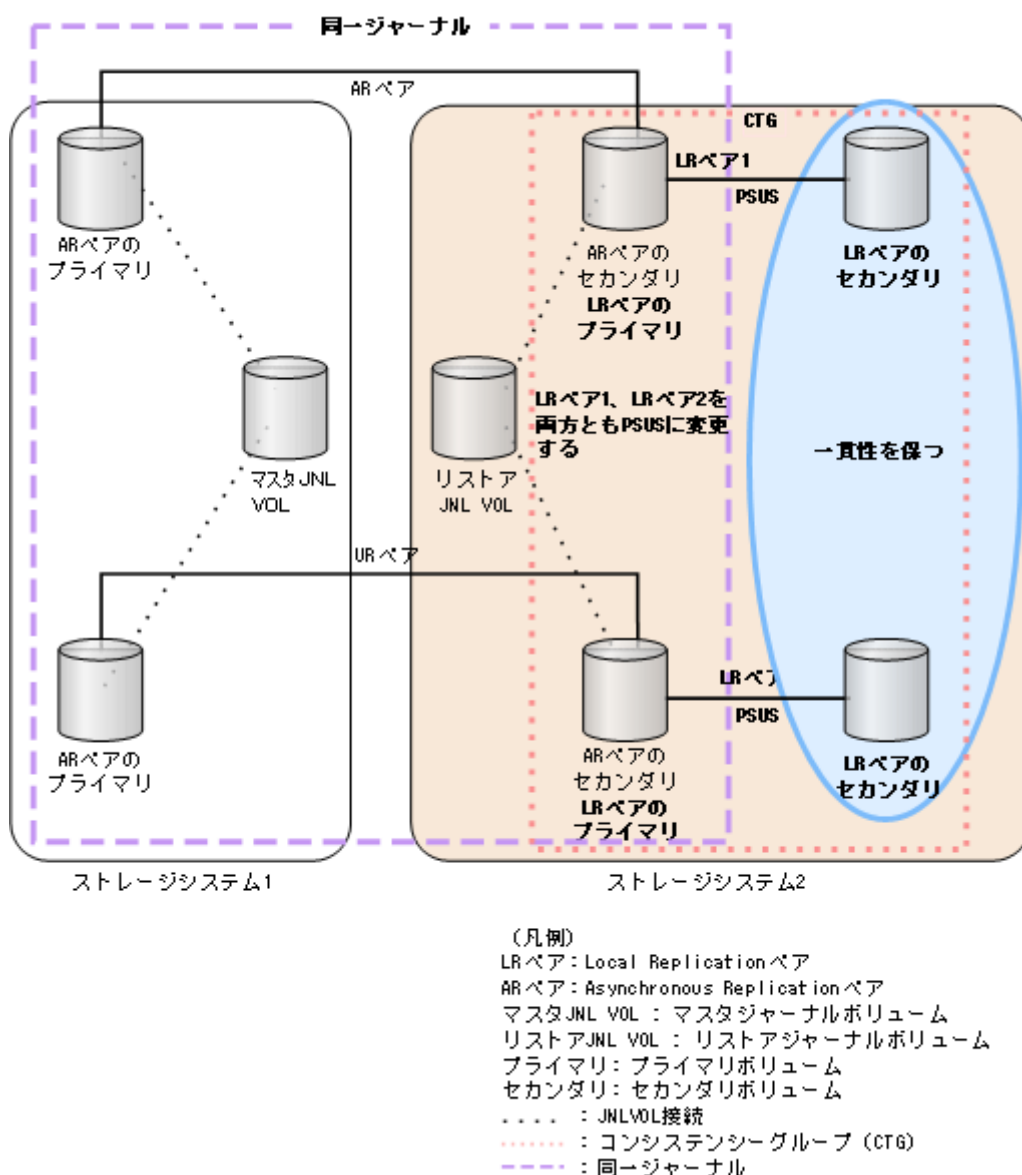 同一ジャーナル
ARペア
CTG
LRペア1
PSUS
ARペアの
プライマリ
ARペアの
セカンダリ
LRペアの
プライマリ
LRペアの
セカンダリ
マスタJNL
VOL
リストア
JNL VOL
LRペア1、LRペア2を
両方ともPSUSに変更
する
一貫性を保つ
URペア
LRペア
PSUS
ARペアの
プライマリ
ARペアの
セカンダリ
LRペアの
プライマリ
LRペアの
セカンダリ
ストレージシステム1
ストレージシステム2
（凡例）
LRペア：Local Replicationペア
ARペア：Asynchronous Replicationペア
マスタJNL VOL : マスタジャーナルボリューム
リストアJNL VOL : リストアジャーナルボリューム
プライマリ：プライマリボリューム
セカンダリ：セカンダリボリューム
：JNLVOL接続
：コンシステンシーグループ（CTG）
：同一ジャーナル